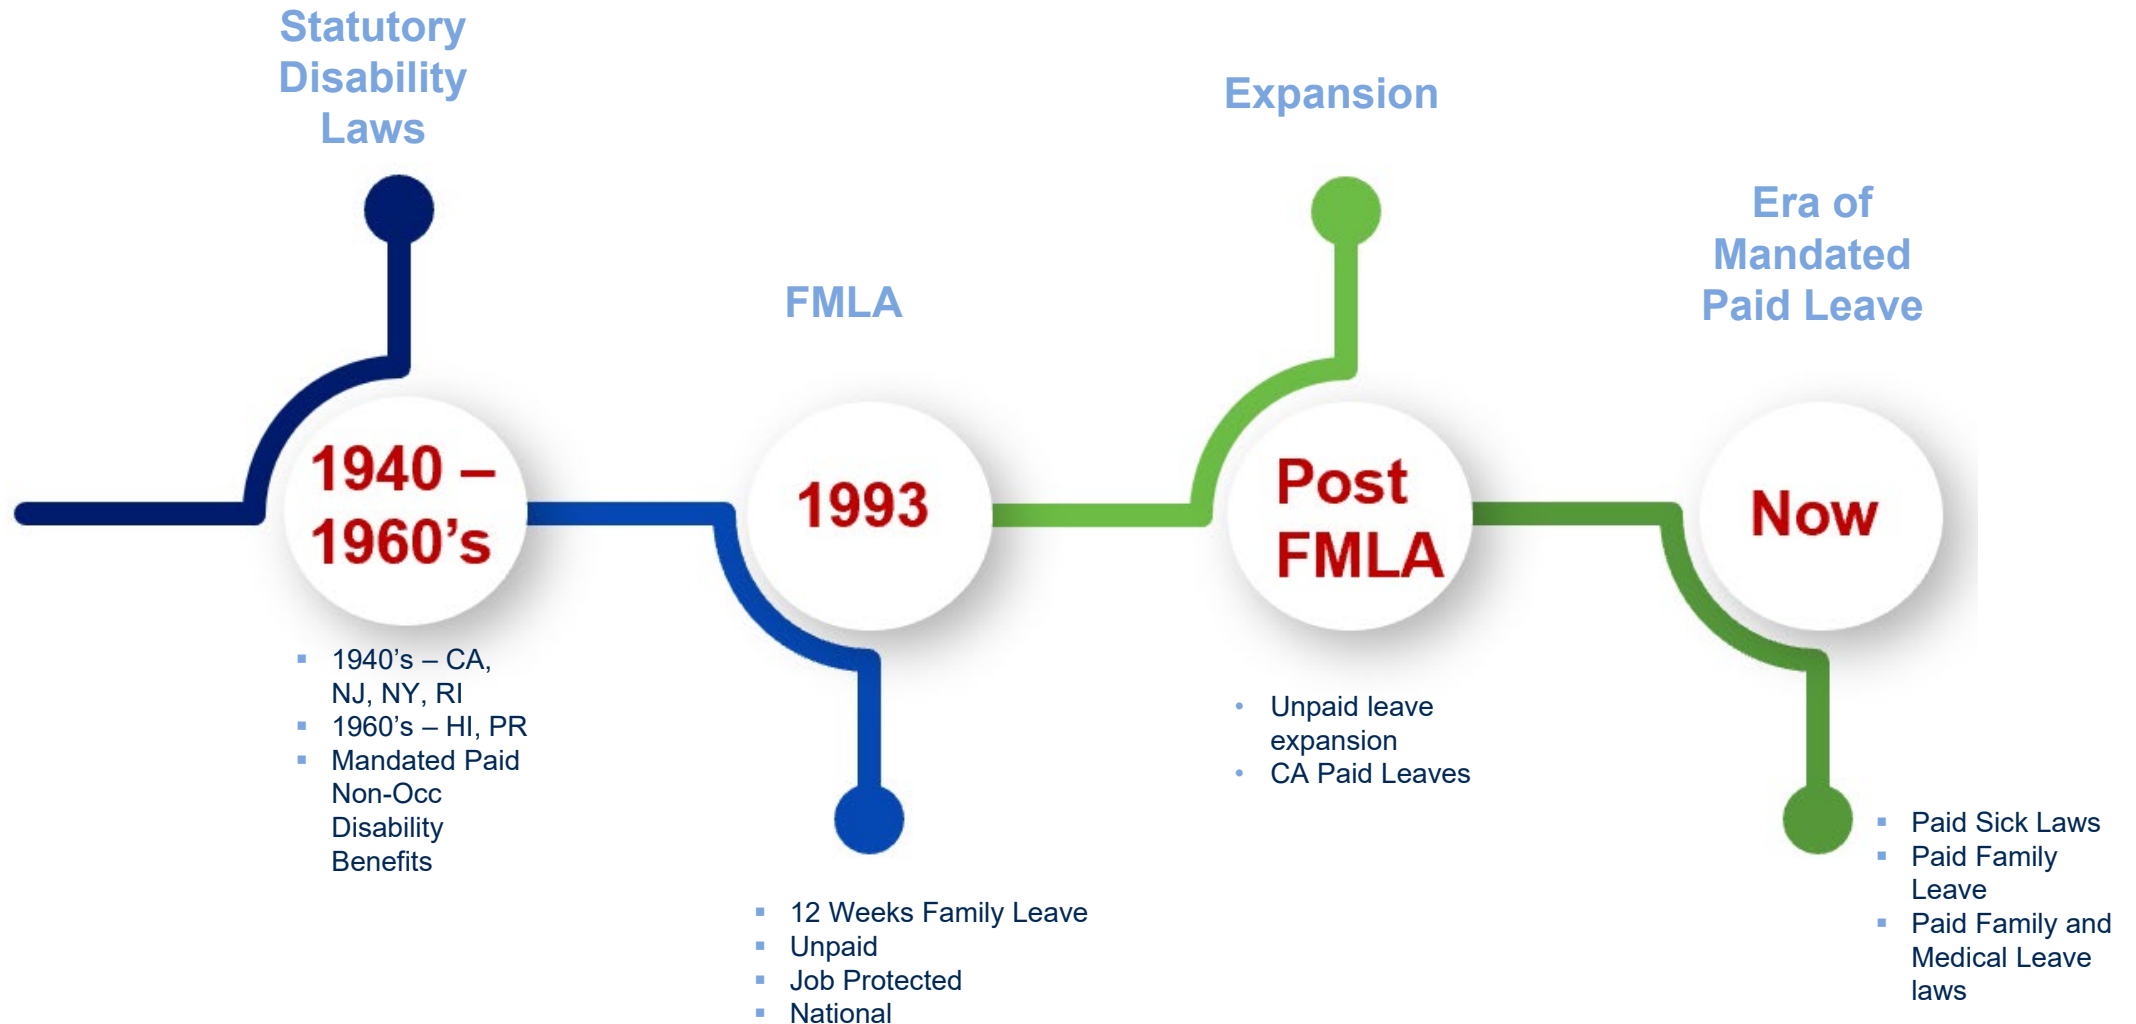 Statutory
Disability
Laws
1940 –
1960’s
▪ 1940’s – CA,
NJ, NY, RI
▪ 1960’s – HI, PR
▪ Mandated Paid
Non-Occ
Disability
Benefits
FMLA
1993
▪ 12 Weeks Family Leave
▪ Unpaid
▪ Job Protected
▪ National
Expansion
Post
FMLA
• Unpaid leave
expansion
• CA Paid Leaves
Era of
Mandated
Paid Leave
Now
▪ Paid Sick Laws
▪ Paid Family
Leave
▪ Paid Family and
Medical Leave
laws